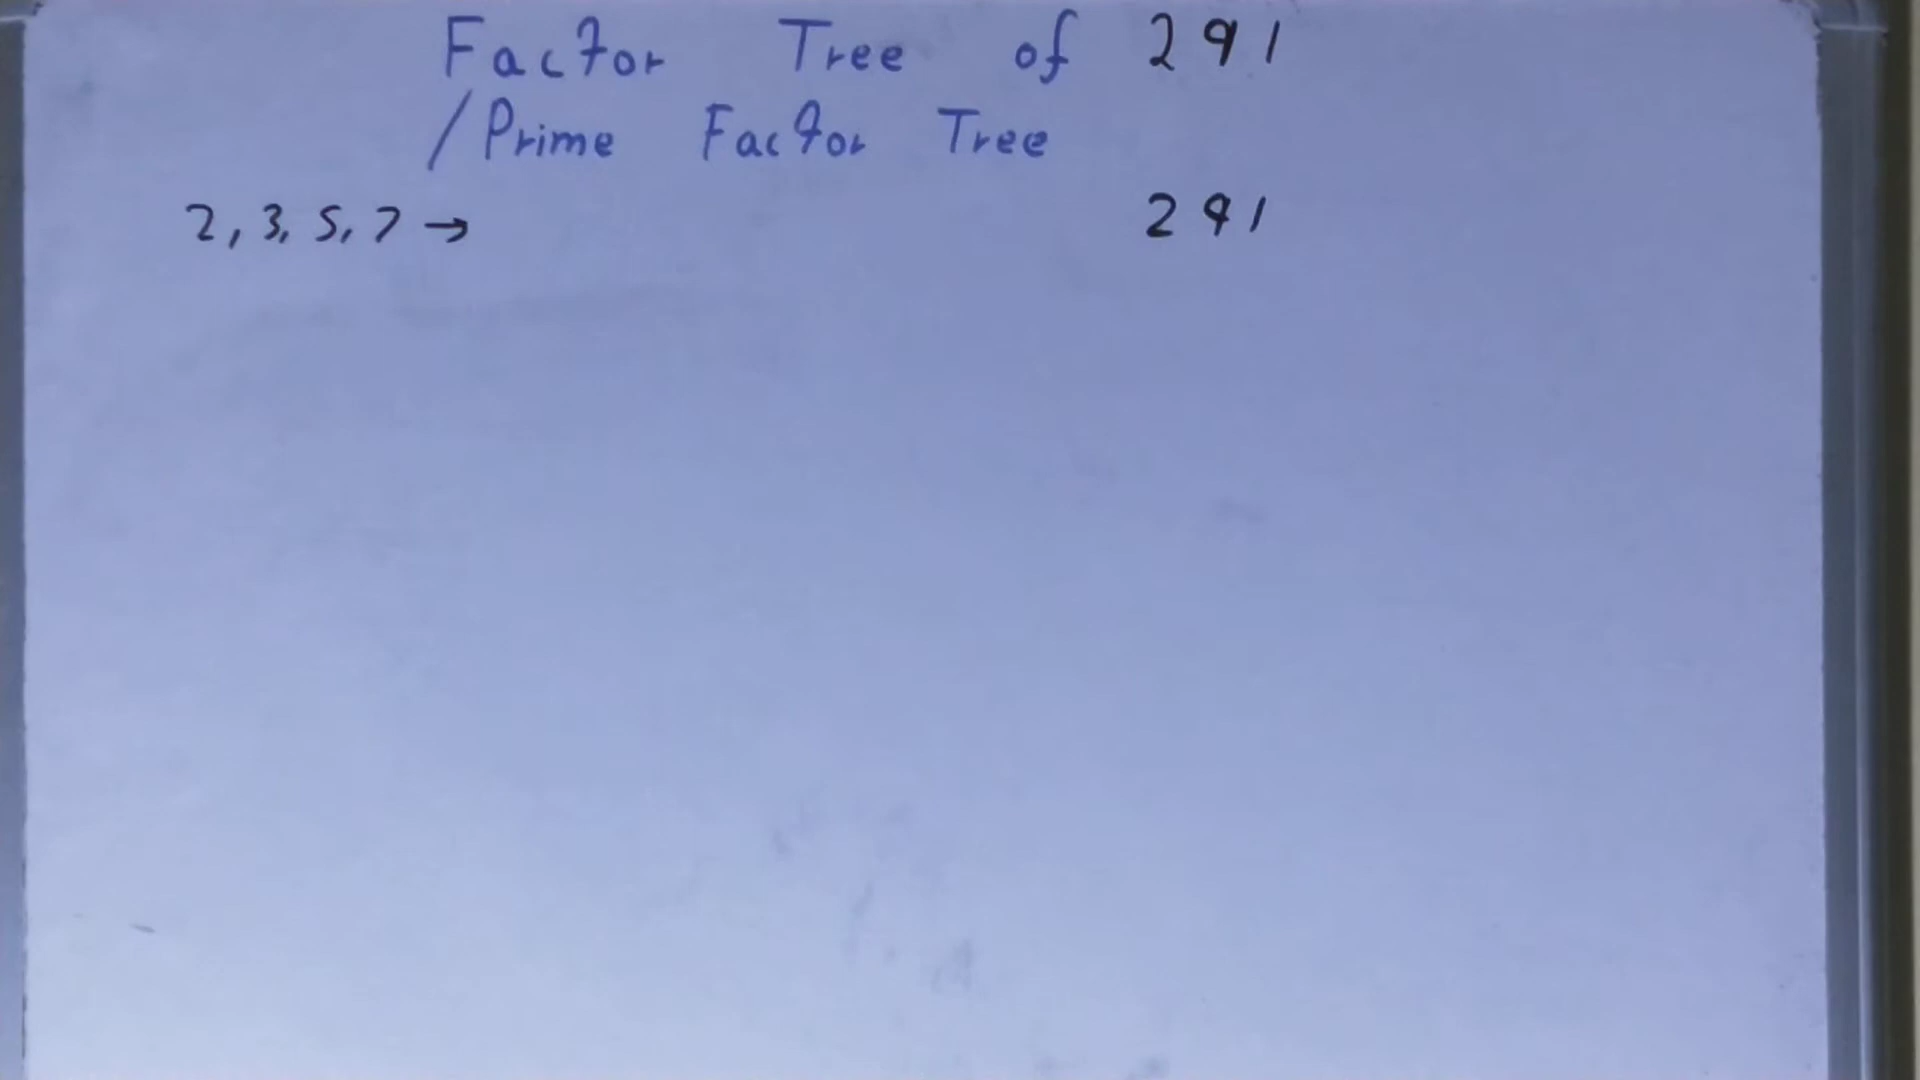 Factor Tree of 291
/Prime Factor Tree
2, 3, 5, 7 → 291